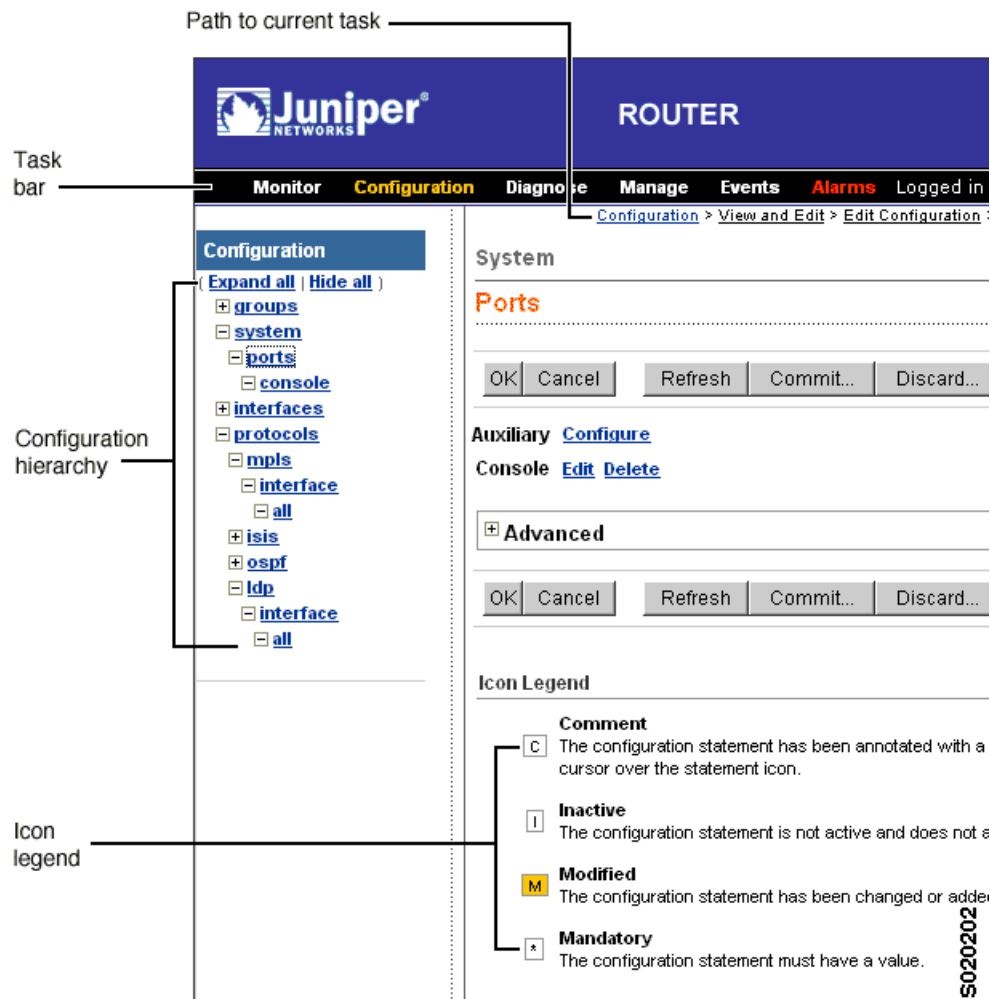 Path to current task
Juniper®
NETWORKS
ROUTER
Task
bar
Monitor Configuration Diagnose Manage Events Alarms Logged in
Configuration > View and Edit > Edit Configuration >
Configuration
( Expand all | Hide all )
groups
system
ports
console
interfaces
protocols
mpls
interface
all
isis
ospf
ldp
interface
all
Configuration
hierarchy
System
Ports
OK Cancel Refresh Commit... Discard...
Auxiliary Configure
Console Edit Delete
Advanced
OK Cancel Refresh Commit... Discard...
Icon Legend
Icon
legend
Comment
C The configuration statement has been annotated with a
cursor over the statement icon.
Inactive
I The configuration statement is not active and does not a
Modified
M The configuration statement has been changed or added
Mandatory
* The configuration statement must have a value.
S020202